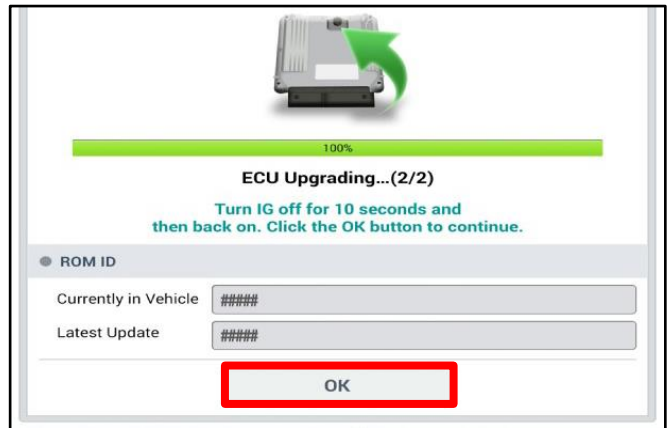 100%
ECU Upgrading...(2/2)
Turn IG off for 10 seconds and
then back on. Click the OK button to continue.
ROM ID
Currently in Vehicle #####
Latest Update #####
OK